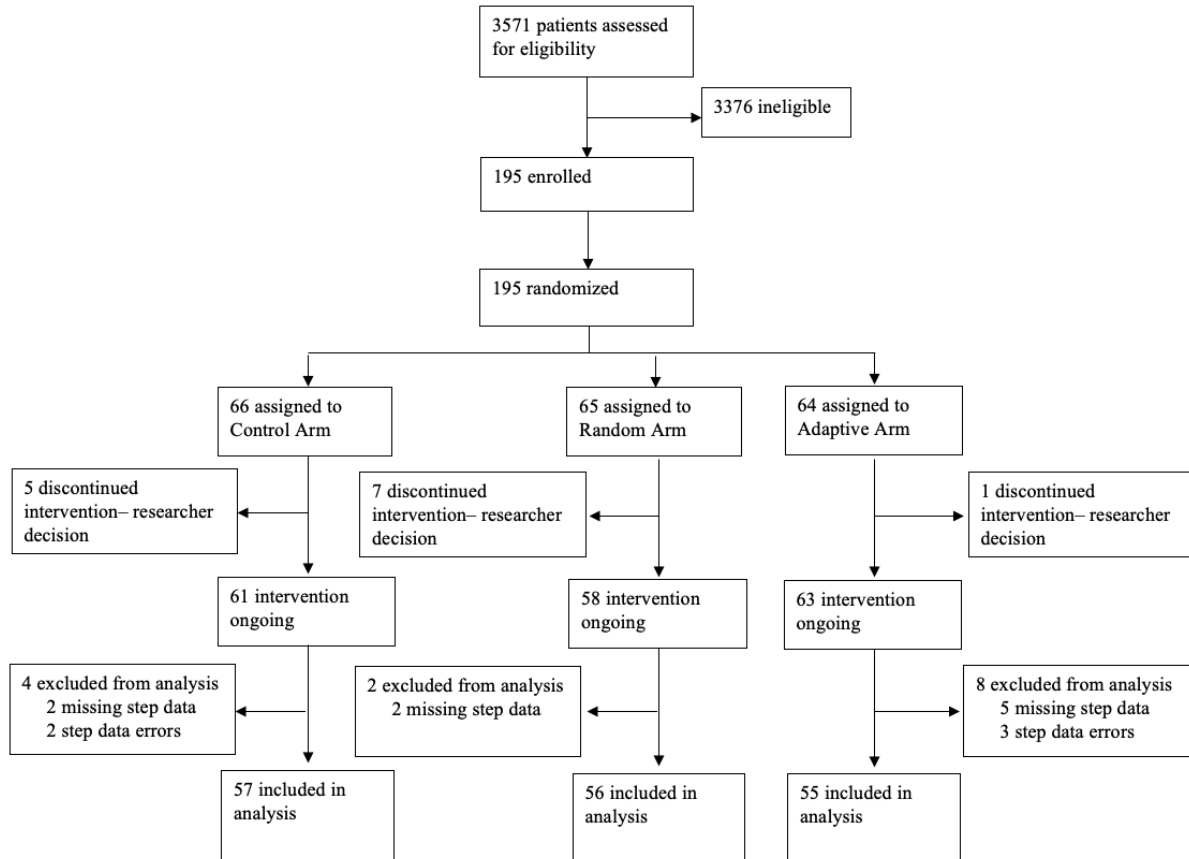 3571 patients assessed
for eligibility
3376 ineligible
195 enrolled
195 randomized
66 assigned to
Control Arm
65 assigned to
Random Arm
64 assigned to
Adaptive Arm
5 discontinued
intervention– researcher
decision
7 discontinued
intervention– researcher
decision
1 discontinued
intervention– researcher
decision
61 intervention
ongoing
58 intervention
ongoing
63 intervention
ongoing
4 excluded from analysis
2 missing step data
2 step data errors
2 excluded from analysis
2 missing step data
8 excluded from analysis
5 missing step data
3 step data errors
57 included in
analysis
56 included in
analysis
55 included in
analysis